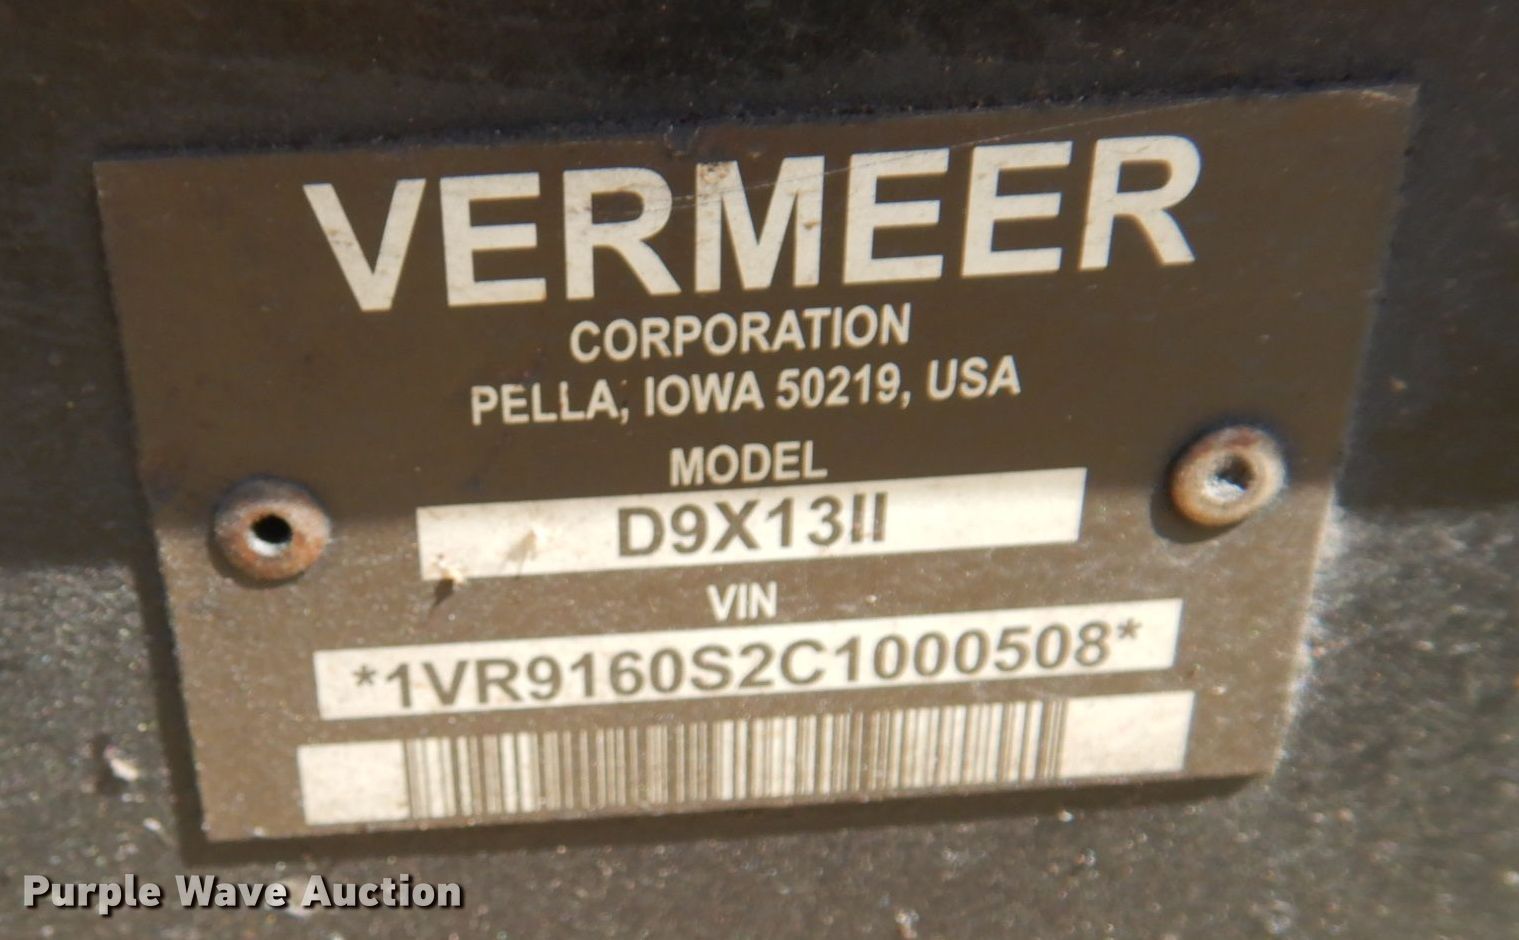 VERMEER
CORPORATION
PELLA, IOWA 50219, USA
MODEL
D9X13II
VIN
*1VR9160S2C1000508*
Purple Wave Auction